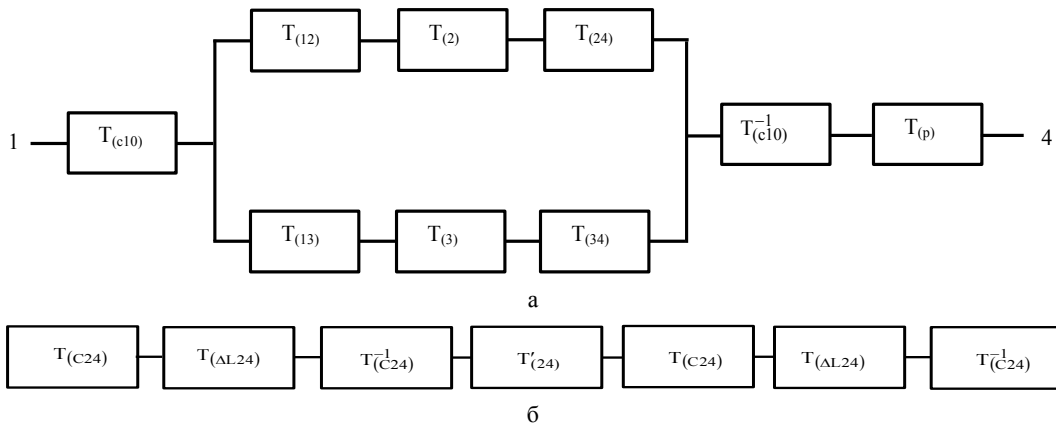 T(12) T(2) T(24)
1 T(c10) T(c10)^{-1} T(p) 4
T(13) T(3) T(34)
а
T(C24) T(ΔL24) T(C24)^{-1} T′(24) T(C24) T(ΔL24) T(C24)^{-1}
б